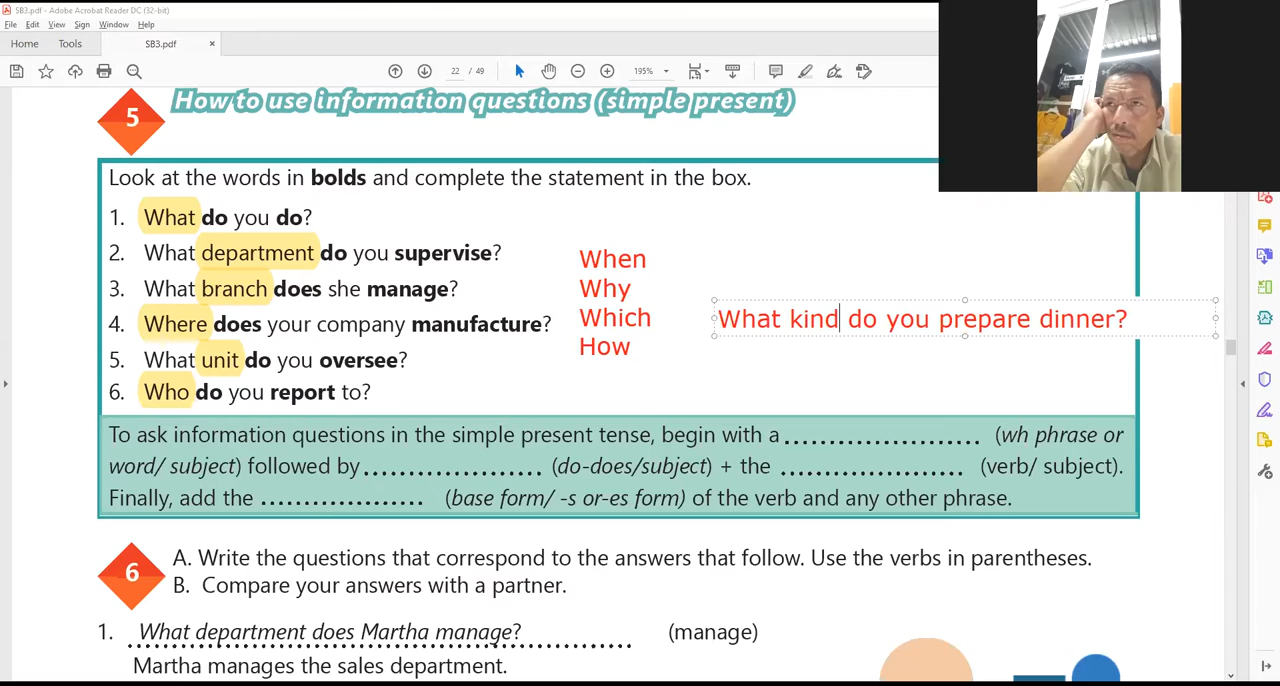 SB3.pdf - Adobe Acrobat Reader DC (32-bit)
File Edit View Sign Window Help
Home Tools SB3.pdf ×
22 / 49 195%
5 How to use information questions (simple present)
Look at the words in bolds and complete the statement in the box.
1. What do you do?
2. What department do you supervise?
3. What branch does she manage?
4. Where does your company manufacture?
5. What unit do you oversee?
6. Who do you report to?
When
Why
Which
How
What kind do you prepare dinner?
To ask information questions in the simple present tense, begin with a .......................... (wh phrase or
word/ subject) followed by........................ (do-does/subject) + the ........................ (verb/ subject).
Finally, add the ...................... (base form/ -s or-es form) of the verb and any other phrase.
6 A. Write the questions that correspond to the answers that follow. Use the verbs in parentheses.
B. Compare your answers with a partner.
1. What department does Martha manage? (manage)
Martha manages the sales department.